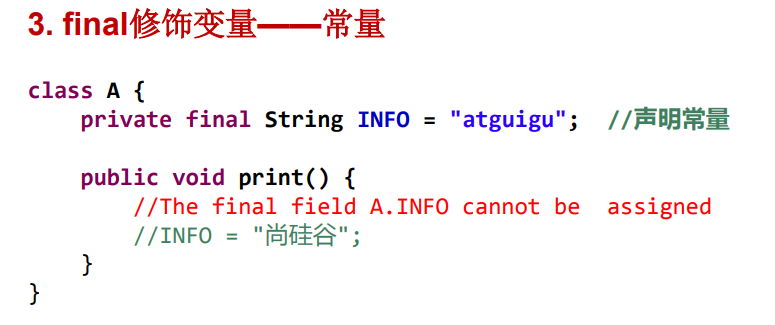 3. final修饰变量——常量
class A {
    private final String INFO = "atguigu";  //声明常量
    public void print() {
        //The final field A.INFO cannot be  assigned
        //INFO = "尚硅谷";
    }
}